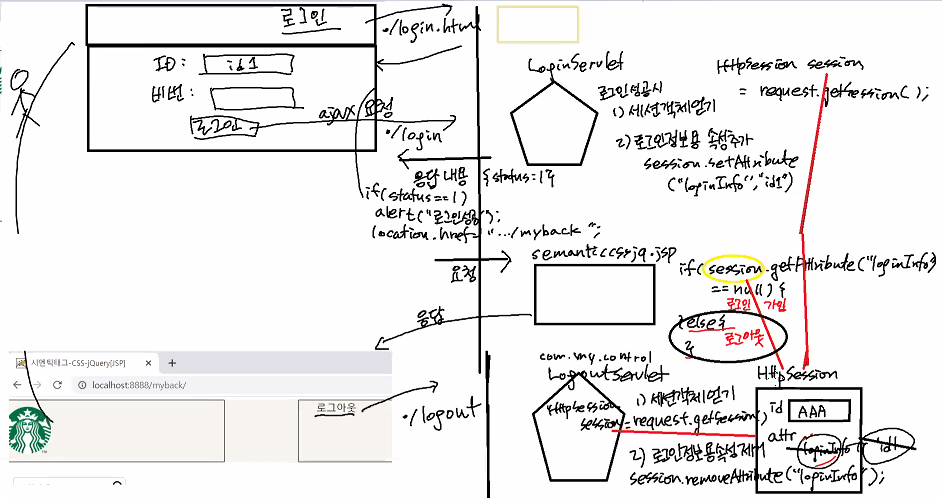 로그인
./login.html
ID: id1
비번:
로그인
ajax 요청
./login
LoginServlet
로그인성공시
1) 세션객체얻기
2) 로그인정보용 속성추가
session.setAttribute
("loginInfo","id1")
HttpSession session
= request.getSession();
응답내용
{status=1}
if(status==1)
alert("로그인성공");
location.href="…/myback";
요청
semanticcssjq.jsp
if(session.getAttribute("loginInfo")
== null) {
로그인 가입
}else{
로그아웃
}
응답
시멘틱태그-CSS-jQuery[JSP]
localhost:8888/myback/
로그아웃
./logout
com.my.control
LogoutServlet
HttpSession
session
1) 세션객체얻기
=request.getSession();
2) 로그인정보용속성제거
session.removeAttribute("loginInfo");
HttpSession
id AAA
attr
loginInfo id1